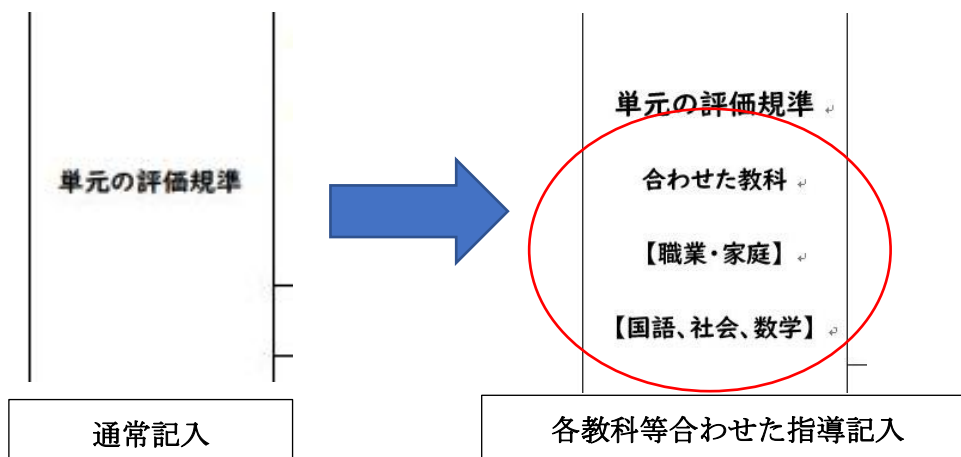 単元の評価規準
通常記入
単元の評価規準
合わせた教科
【職業・家庭】
【国語、社会、数学】
各教科等合わせた指導記入